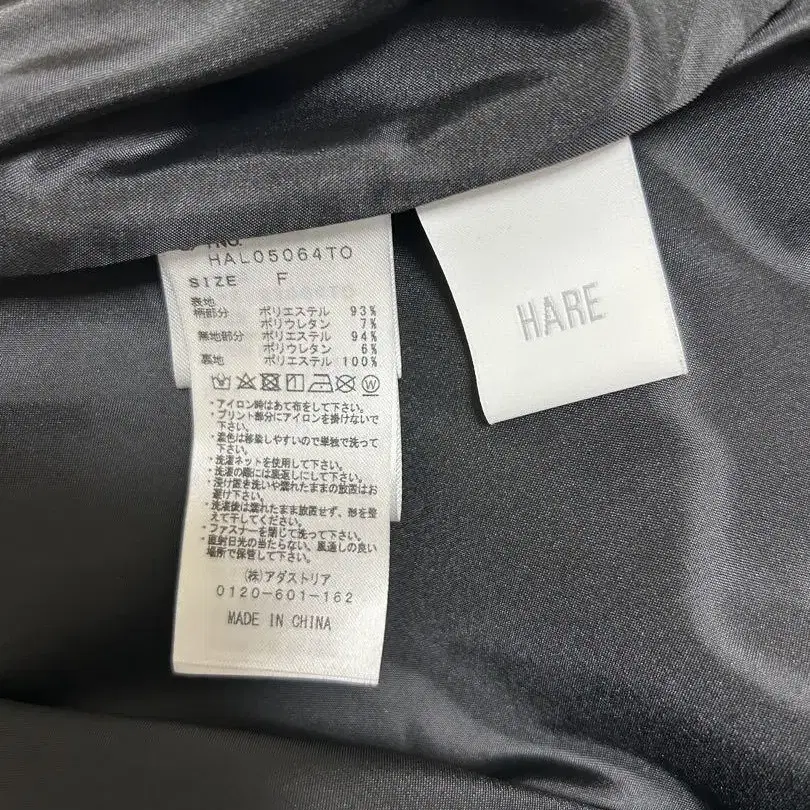 NO.
HAL05064TO
SIZE F
表地
柄部分 ポリエステル 93%
ポリウレタン 7%
無地部分 ポリエステル 94%
ポリウレタン 6%
裏地 ポリエステル 100%
・アイロン時はあて布をして下さい。
・プリント部分にアイロンを掛けないで
下さい。
・濃色は移染しやすいので単独で洗って
下さい。
・洗濯ネットを使用して下さい。
・洗濯の際には裏返しにして下さい。
・浸け置き洗いや濡れたままの放置はお
避け下さい。
・洗濯後は濡れたまま放置せず、形を整
えて干してください。
・ファスナーを閉じて洗って下さい。
・直射日光の当たらない、風通しの良い
場所で保管して下さい。
(株)アダストリア
0120-601-162
MADE IN CHINA
HARE